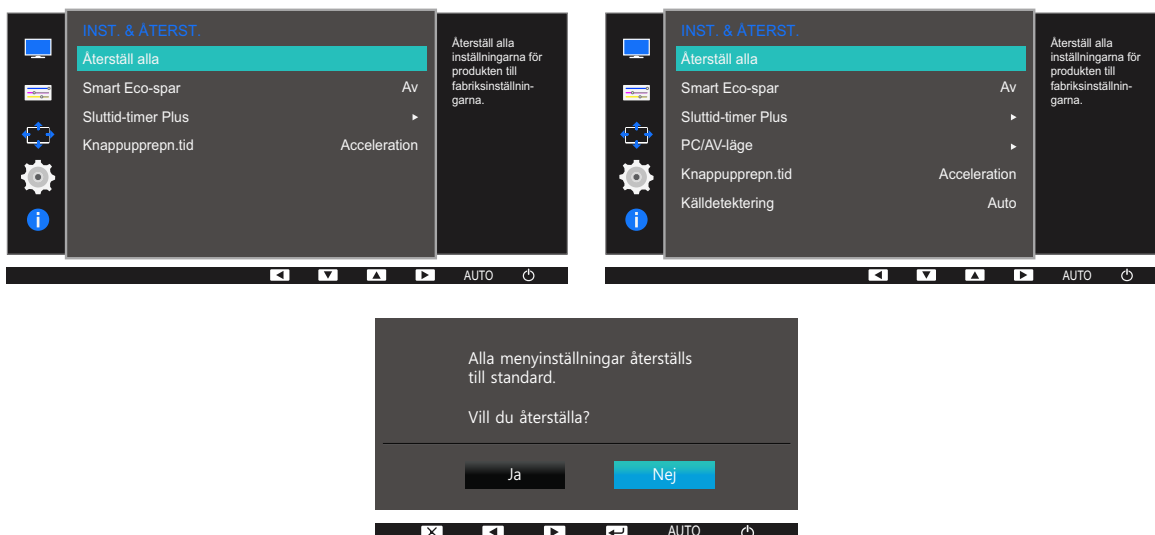 INST. & ÅTERST.
Återställ alla
Smart Eco-spar Av
Sluttid-timer Plus
Knappupprepn.tid Acceleration
Återställ alla
inställningarna för
produkten till
fabriksinställnin-
garna.
AUTO
INST. & ÅTERST.
Återställ alla
Smart Eco-spar Av
Sluttid-timer Plus
PC/AV-läge
Knappupprepn.tid Acceleration
Källdetektering Auto
Återställ alla
inställningarna för
produkten till
fabriksinställnin-
garna.
AUTO
Alla menyinställningar återställs
till standard.
Vill du återställa?
Ja Nej
AUTO